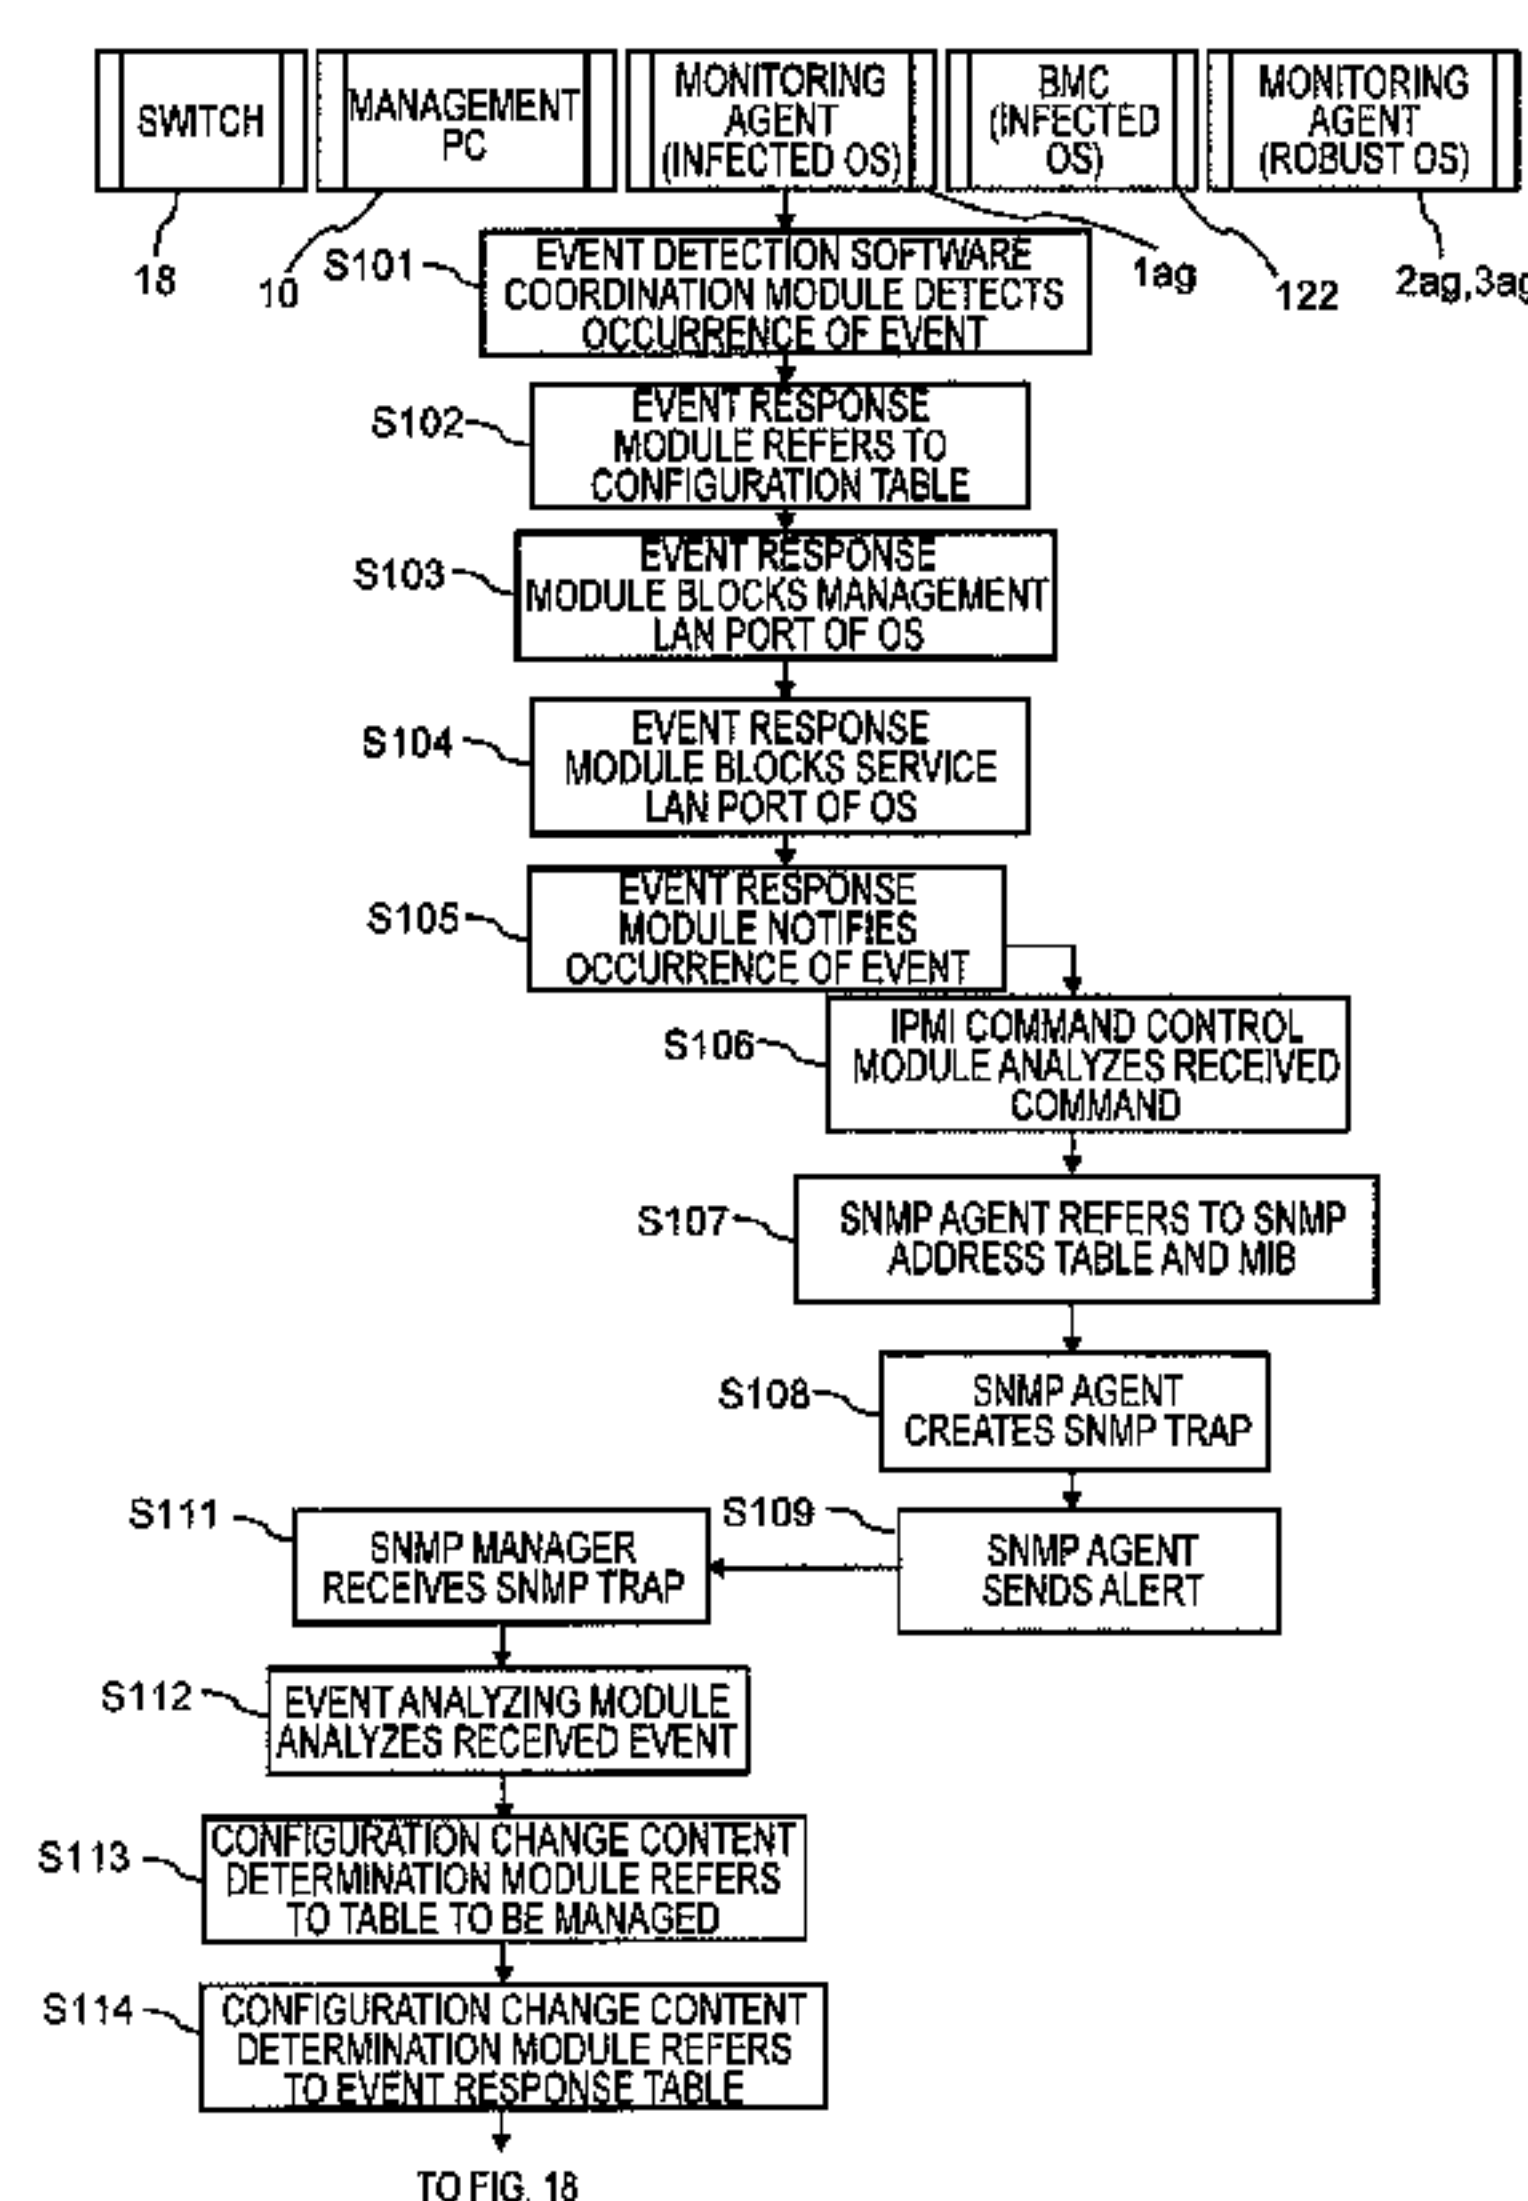 SWITCH
MANAGEMENT
PC
MONITORING
AGENT
(INFECTED OS)
BMC
(INFECTED
OS)
MONITORING
AGENT
(ROBUST OS)
18
10
1ag
122
2ag,3ag
S101
EVENT DETECTION SOFTWARE
COORDINATION MODULE DETECTS
OCCURRENCE OF EVENT
S102
EVENT RESPONSE
MODULE REFERS TO
CONFIGURATION TABLE
S103
EVENT RESPONSE
MODULE BLOCKS MANAGEMENT
LAN PORT OF OS
S104
EVENT RESPONSE
MODULE BLOCKS SERVICE
LAN PORT OF OS
S105
EVENT RESPONSE
MODULE NOTIFIES
OCCURRENCE OF EVENT
S106
IPMI COMMAND CONTROL
MODULE ANALYZES RECEIVED
COMMAND
S107
SNMP AGENT REFERS TO SNMP
ADDRESS TABLE AND MIB
S108
SNMP AGENT
CREATES SNMP TRAP
S109
SNMP AGENT
SENDS ALERT
S111
SNMP MANAGER
RECEIVES SNMP TRAP
S112
EVENT ANALYZING MODULE
ANALYZES RECEIVED EVENT
S113
CONFIGURATION CHANGE CONTENT
DETERMINATION MODULE REFERS
TO TABLE TO BE MANAGED
S114
CONFIGURATION CHANGE CONTENT
DETERMINATION MODULE REFERS
TO EVENT RESPONSE TABLE
TO FIG. 18